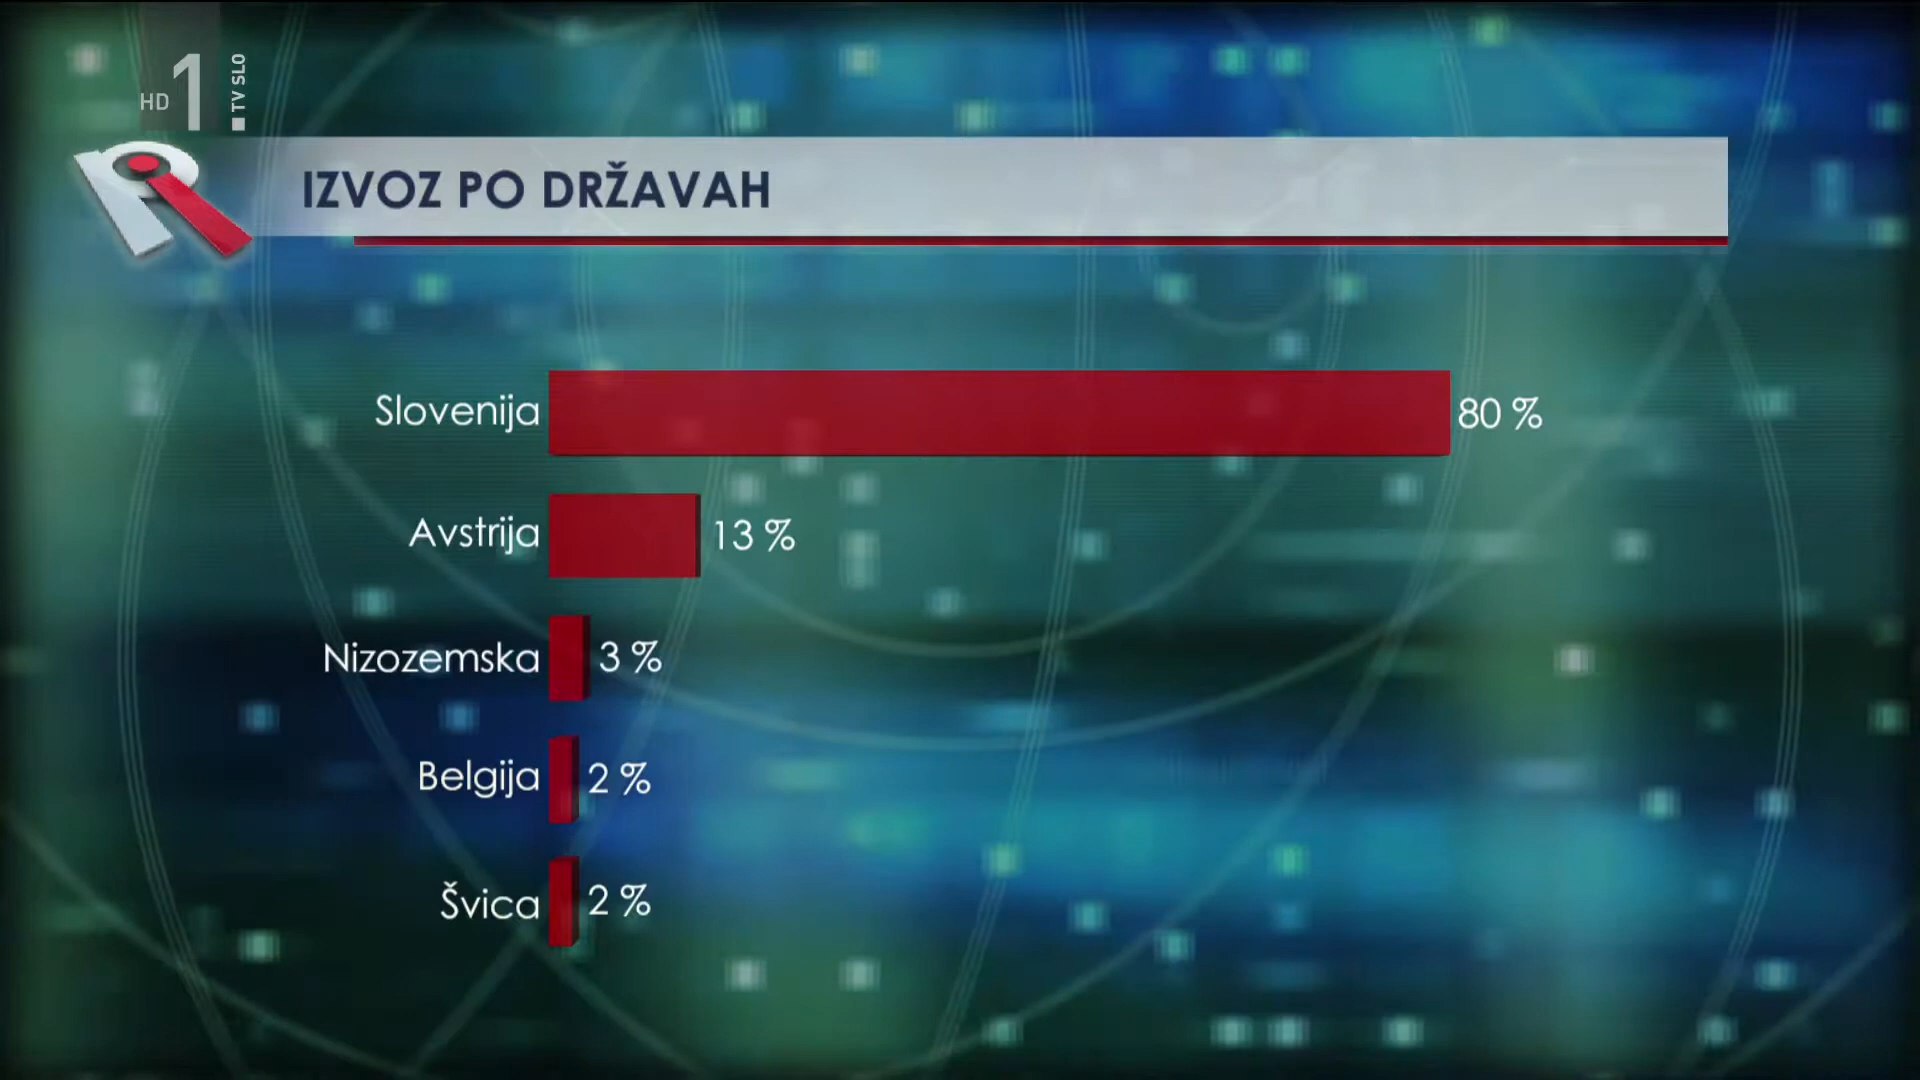 HD 1 TV SLO
IZVOZ PO DRŽAVAH
Slovenija 80 %
Avstrija 13 %
Nizozemska 3 %
Belgija 2 %
Švica 2 %